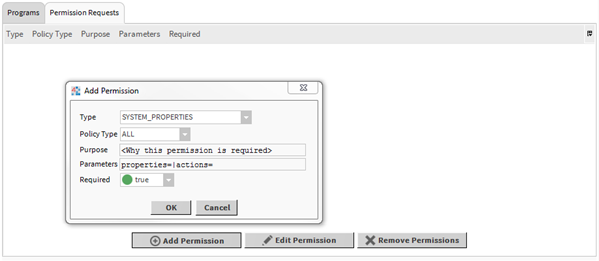 Programs Permission Requests
Type Policy Type Purpose Parameters Required
Add Permission
Type SYSTEM_PROPERTIES
Policy Type ALL
Purpose <Why this permission is required>
Parameters properties=|actions=
Required true
OK Cancel
Add Permission Edit Permission Remove Permissions